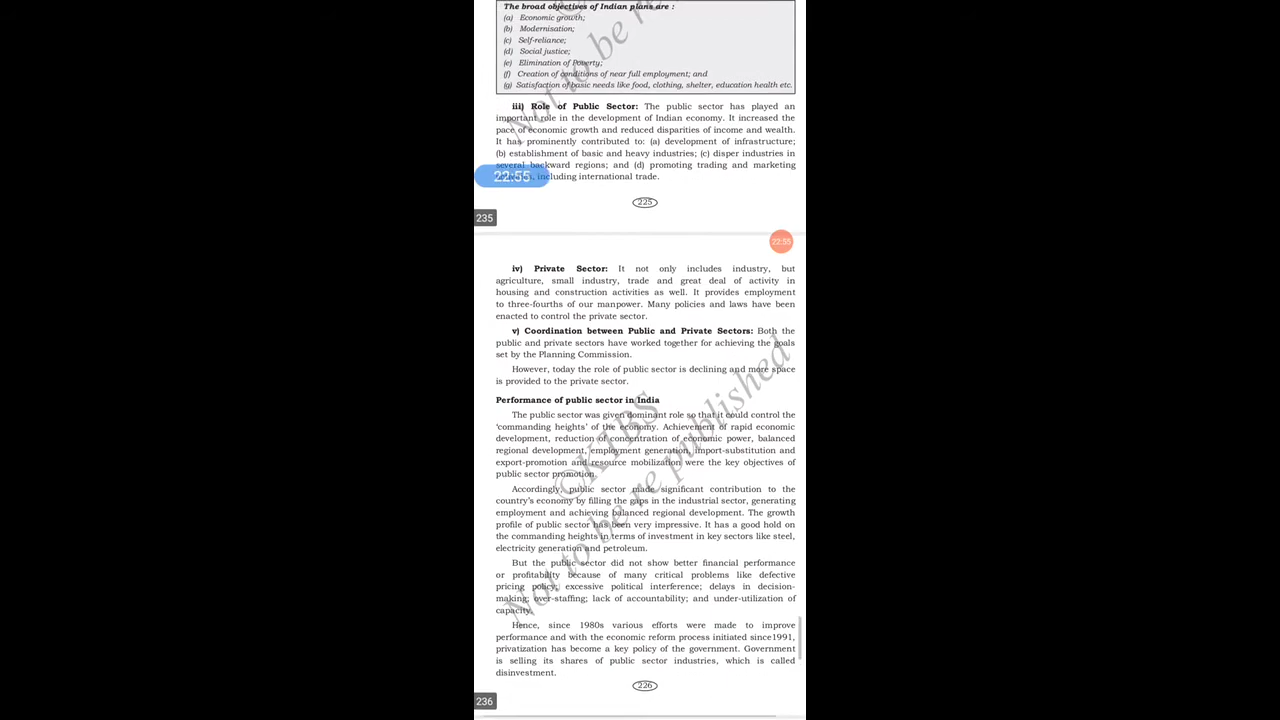 The broad objectives of Indian plans are :
(a) Economic growth;
(b) Modernisation;
(c) Self-reliance;
(d) Social justice;
(e) Elimination of Poverty;
(f) Creation of conditions of near full employment; and
(g) Satisfaction of basic needs like food, clothing, shelter, education health etc.
iii) Role of Public Sector: The public sector has played an
important role in the development of Indian economy. It increased the
pace of economic growth and reduced disparities of income and wealth.
It has prominently contributed to: (a) development of infrastructure;
(b) establishment of basic and heavy industries; (c) disper industries in
several backward regions; and (d) promoting trading and marketing
22:55
including international trade.
225
235
22:55
iv) Private Sector: It not only includes industry, but
agriculture, small industry, trade and great deal of activity in
housing and construction activities as well. It provides employment
to three-fourths of our manpower. Many policies and laws have been
enacted to control the private sector.
v) Coordination between Public and Private Sectors: Both the
public and private sectors have worked together for achieving the goals
set by the Planning Commission.
However, today the role of public sector is declining and more space
is provided to the private sector.
Performance of public sector in India
The public sector was given dominant role so that it could control the
‘commanding heights’ of the economy. Achievement of rapid economic
development, reduction of concentration of economic power, balanced
regional development, employment generation, import-substitution and
export-promotion and resource mobilization were the key objectives of
public sector promotion.
Accordingly, public sector made significant contribution to the
country's economy by filling the gaps in the industrial sector, generating
employment and achieving balanced regional development. The growth
profile of public sector has been very impressive. It has a good hold on
the commanding heights in terms of investment in key sectors like steel,
electricity generation and petroleum.
But the public sector did not show better financial performance
or profitability because of many critical problems like defective
pricing policy; excessive political interference; delays in decision-
making; over-staffing; lack of accountability; and under-utilization of
capacity.
Hence, since 1980s various efforts were made to improve
performance and with the economic reform process initiated since1991,
privatization has become a key policy of the government. Government
is selling its shares of public sector industries, which is called
disinvestment.
226
236
©KTBS
Not to be re published
Not to be re